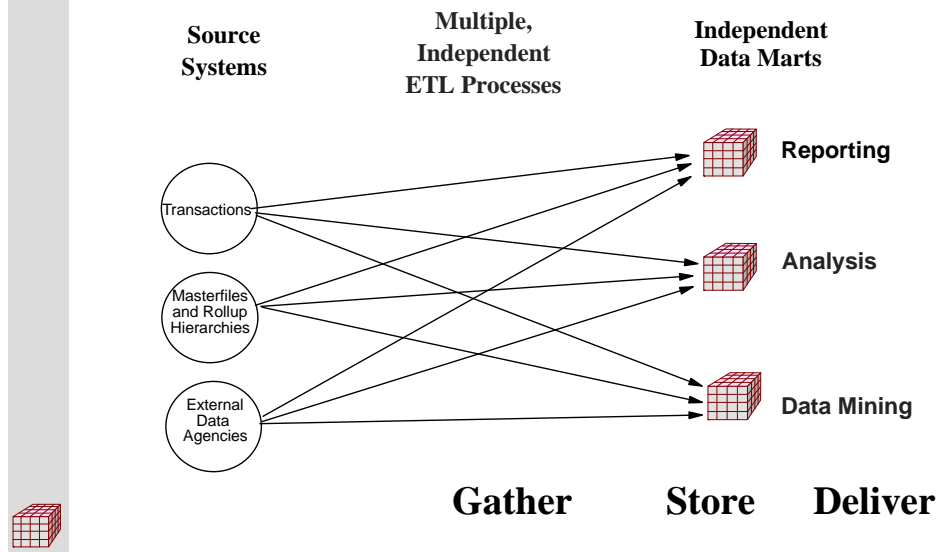 Source
Systems
Multiple,
Independent
ETL Processes
Independent
Data Marts
Reporting
Transactions
Analysis
Masterfiles
and Rollup
Hierarchies
Data Mining
External
Data
Agencies
Gather Store Deliver